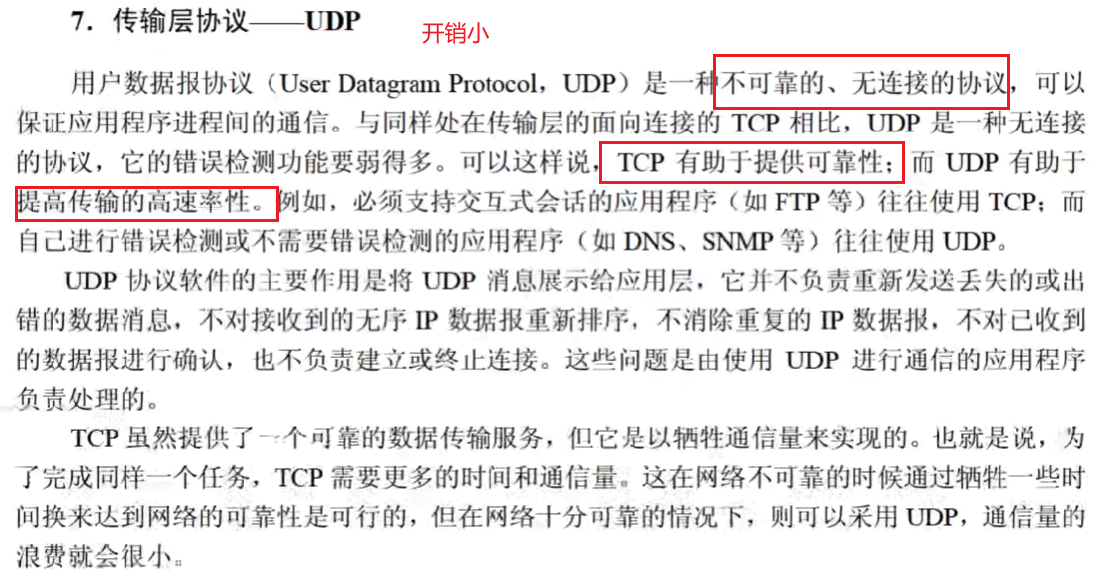 7．传输层协议——UDP
开销小
用户数据报协议（User Datagram Protocol，UDP）是一种不可靠的、无连接的协议，可以
保证应用程序进程间的通信。与同样处在传输层的面向连接的 TCP 相比，UDP 是一种无连接
的协议，它的错误检测功能要弱得多。可以这样说，TCP 有助于提供可靠性；而 UDP 有助于
提高传输的高速率性。例如，必须支持交互式会话的应用程序（如 FTP 等）往往使用 TCP；而
自己进行错误检测或不需要错误检测的应用程序（如 DNS、SNMP 等）往往使用 UDP。
UDP 协议软件的主要作用是将 UDP 消息展示给应用层，它并不负责重新发送丢失的或出
错的数据消息，不对接收到的无序 IP 数据报重新排序，不消除重复的 IP 数据报，不对已收到
的数据报进行确认，也不负责建立或终止连接。这些问题是由使用 UDP 进行通信的应用程序
负责处理的。
TCP 虽然提供了一个可靠的数据传输服务，但它是以牺牲通信量来实现的。也就是说，为
了完成同样一个任务，TCP 需要更多的时间和通信量。这在网络不可靠的时候通过牺牲一些时
间换来达到网络的可靠性是可行的，但在网络十分可靠的情况下，则可以采用 UDP，通信量的
浪费就会很小。